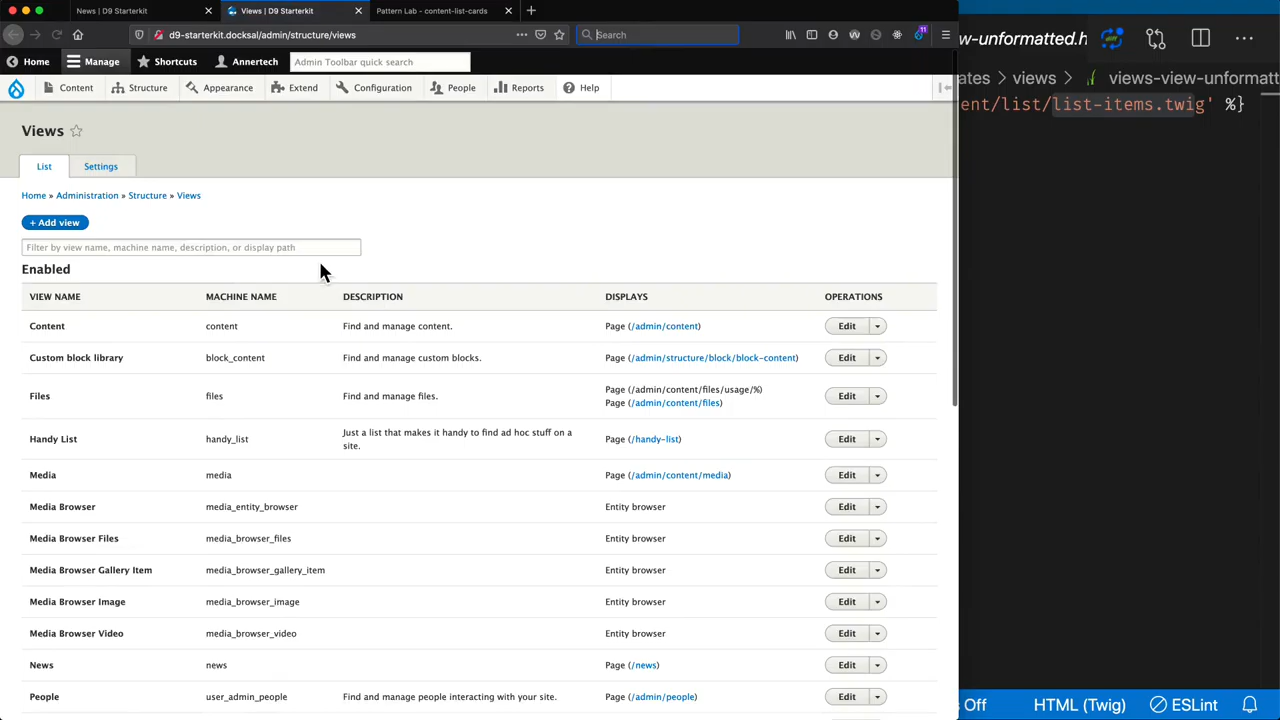 News | D9 Starterkit
Views | D9 Starterkit
Pattern Lab - content-list-cards
d9-starterkit.docksal/admin/structure/views
Search
Home
Manage
Shortcuts
Annertech
Admin Toolbar quick search
Content
Structure
Appearance
Extend
Configuration
People
Reports
Help
Views
List
Settings
Home » Administration » Structure » Views
+ Add view
Filter by view name, machine name, description, or display path
Enabled
VIEW NAME MACHINE NAME DESCRIPTION DISPLAYS OPERATIONS
Content content Find and manage content. Page (/admin/content) Edit
Custom block library block_content Find and manage custom blocks. Page (/admin/structure/block/block-content) Edit
Files files Find and manage files. Page (/admin/content/files/usage/%)
Page (/admin/content/files) Edit
Handy List handy_list Just a list that makes it handy to find ad hoc stuff on a
site. Page (/handy-list) Edit
Media media Page (/admin/content/media) Edit
Media Browser media_entity_browser Entity browser Edit
Media Browser Files media_browser_files Entity browser Edit
Media Browser Gallery Item media_browser_gallery_item Entity browser Edit
Media Browser Image media_browser_image Entity browser Edit
Media Browser Video media_browser_video Entity browser Edit
News news Page (/news) Edit
People user_admin_people Find and manage people interacting with your site. Page (/admin/people) Edit
w-unformatted.h
ates > views > views-view-unformatt
ent/list/list-items.twig' %}
s Off HTML (Twig) ESLint